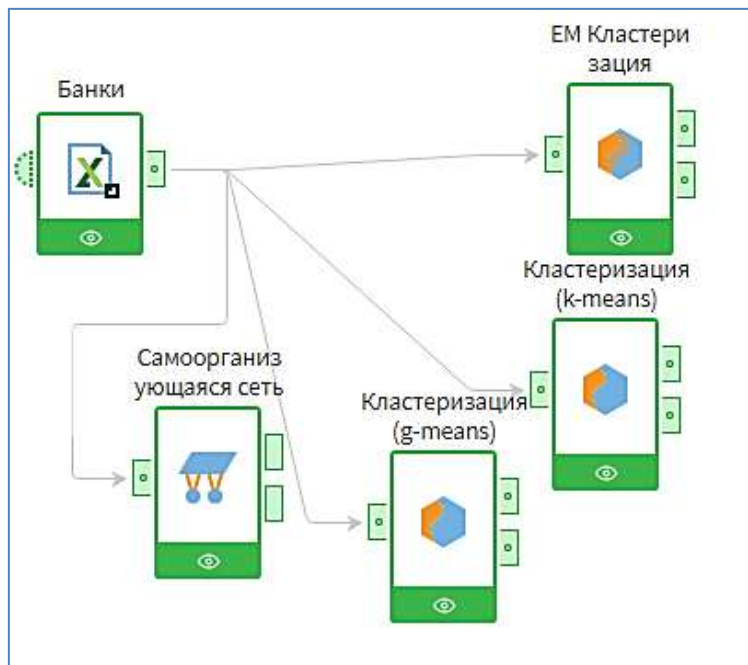 ЕМ Кластери
зация
Банки
Кластеризация
(k-means)
Самоорганиз
ующаяся сеть
Кластеризация
(g-means)